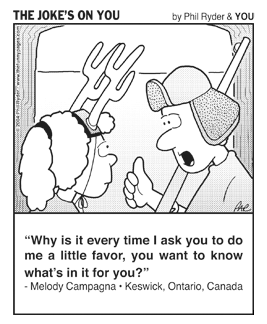 THE JOKE'S ON YOU
by Phil Ryder & YOU
"Why is it every time I ask you to do
me a little favor, you want to know
what's in it for you?"
- Melody Campagna • Keswick, Ontario, Canada